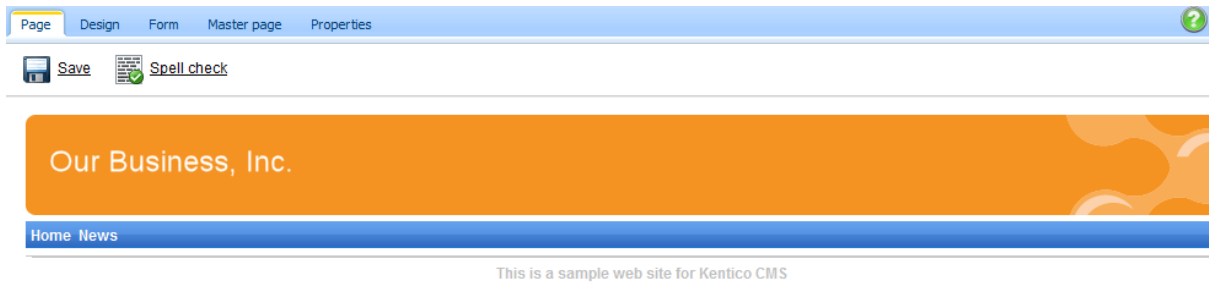 Page Design Form Master page Properties ?
Save Spell check
Our Business, Inc.
Home News
This is a sample web site for Kentico CMS